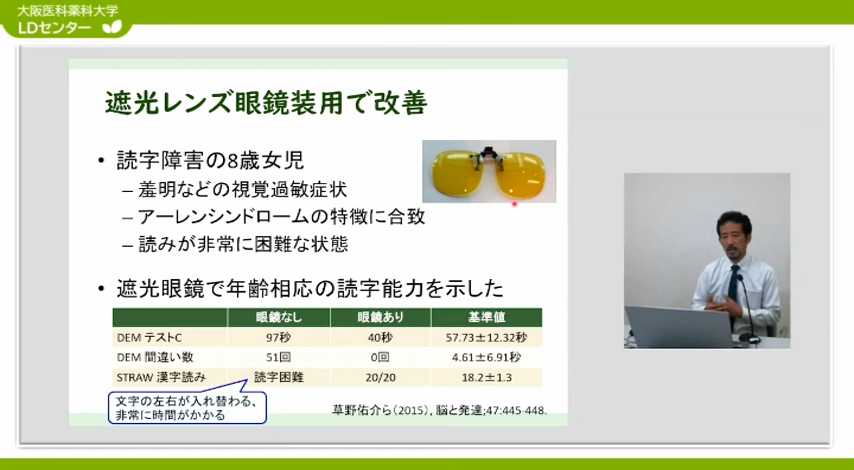 大阪医科薬科大学
LDセンター
遮光レンズ眼鏡装用で改善
• 読字障害の8歳女児
– 羞明などの視覚過敏症状
– アーレンシンドロームの特徴に合致
– 読みが非常に困難な状態
• 遮光眼鏡で年齢相応の読字能力を示した
眼鏡なし 眼鏡あり 基準値
DEM テストC 97秒 40秒 57.73±12.32秒
DEM 間違い数 51回 0回 4.61±6.91秒
STRAW 漢字読み 読字困難 20/20 18.2±1.3
文字の左右が入れ替わる、
非常に時間がかかる
草野佑介ら(2015), 脳と発達;47:445-448.